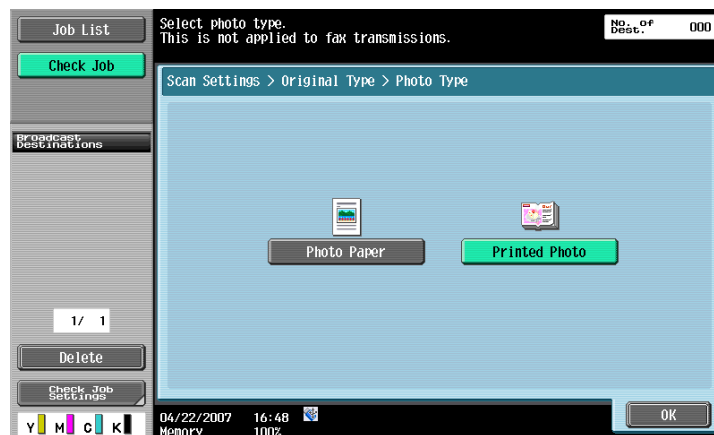 Job List
Check Job
Select photo type.
This is not applied to fax transmissions.
No. of
Dest.
000
Scan Settings > Original Type > Photo Type
Broadcast
Destinations
Photo Paper
Printed Photo
1/ 1
Delete
Check Job
Settings
Y M C K
04/22/2007 16:48
Memory 100%
OK